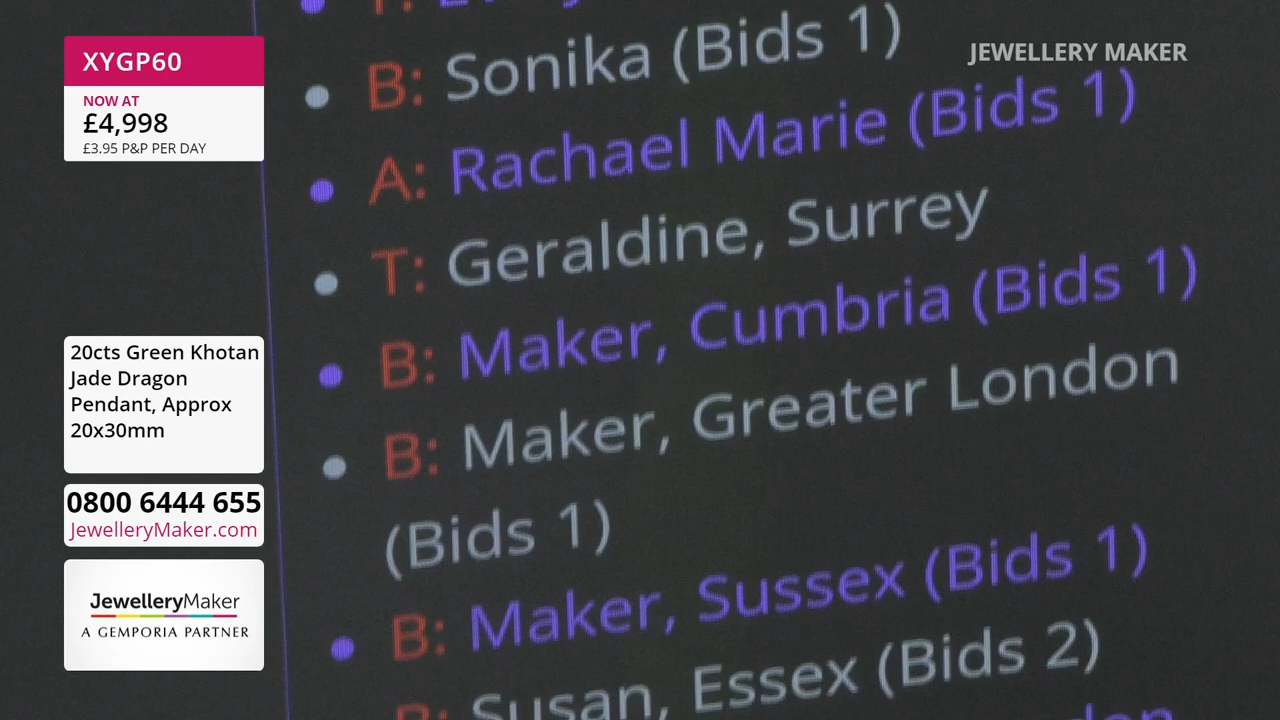 XYGP60
NOW AT
£4,998
£3.95 P&P PER DAY
20cts Green Khotan
Jade Dragon
Pendant, Approx
20x30mm
0800 6444 655
JewelleryMaker.com
JewelleryMaker
A GEMPORIA PARTNER
JEWELLERY MAKER
B: Sonika (Bids 1)
A: Rachael Marie (Bids 1)
T: Geraldine, Surrey
B: Maker, Cumbria (Bids 1)
B: Maker, Greater London
(Bids 1)
B: Maker, Sussex (Bids 1)
B: Susan, Essex (Bids 2)